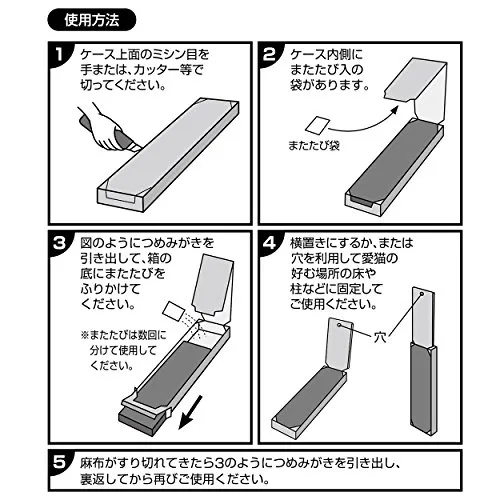 使用方法
1 ケース上面のミシン目を
手または、カッター等で
切ってください。
2 ケース内側に
またたび入の
袋があります。
またたび袋
3 図のようにつめみがきを
引き出して、箱の
底にまたたびを
ふりかけて
ください。
※またたびは数回に
分けて使用して
ください。
4 横置きにするか、または
穴を利用して愛猫の
好む場所の床や
柱などに固定して
ご使用ください。
穴
5 麻布がすり切れてきたら3のようにつめみがきを引き出し、
裏返してから再びご使用ください。